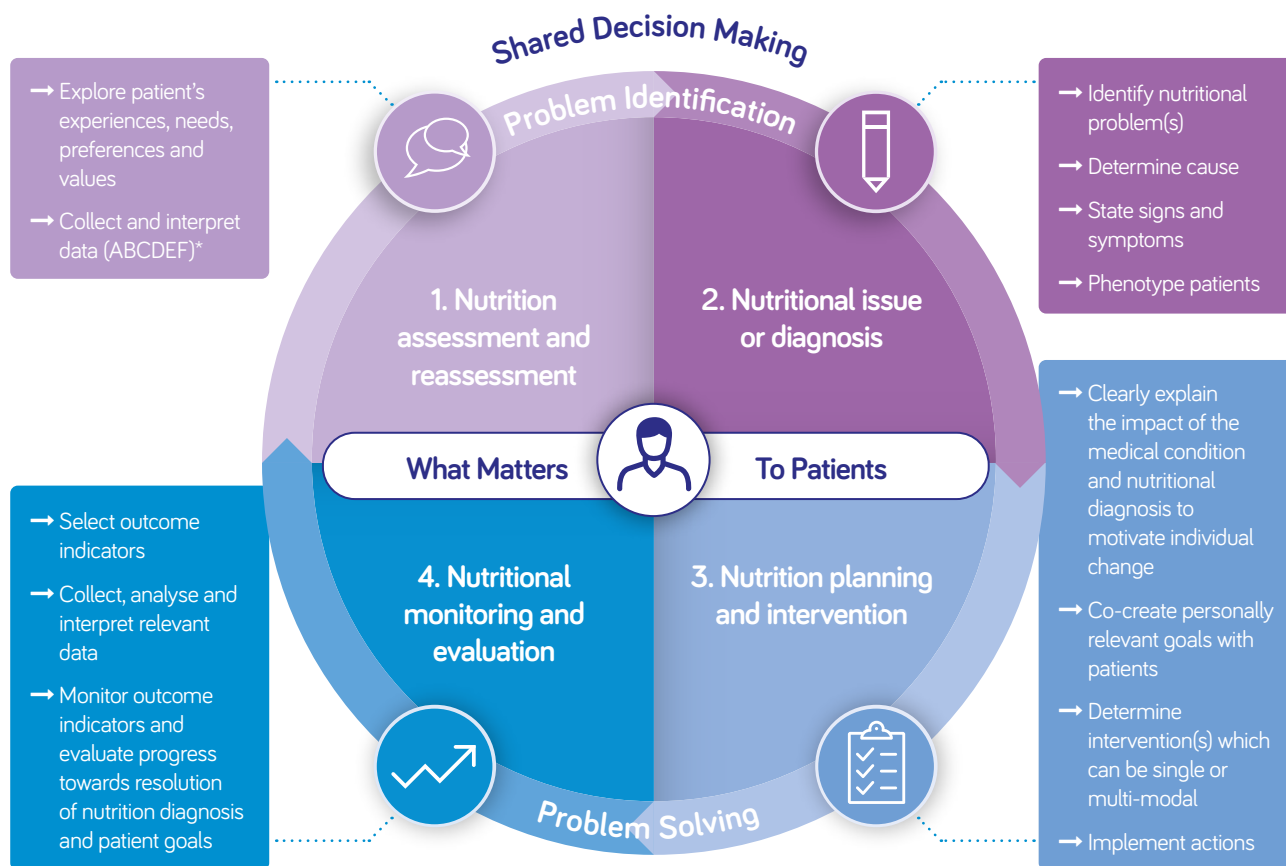 Shared Decision Making
Problem Identification
→ Explore patient's
experiences, needs,
preferences and
values
→ Collect and interpret
data (ABCDEF)*
→ Identify nutritional
problem(s)
→ Determine cause
→ State signs and
symptoms
→ Phenotype patients
1. Nutrition
assessment and
reassessment
2. Nutritional issue
or diagnosis
What Matters
To Patients
4. Nutritional
monitoring and
evaluation
3. Nutrition planning
and intervention
→ Clearly explain
the impact of the
medical condition
and nutritional
diagnosis to
motivate individual
change
→ Co-create personally
relevant goals with
patients
→ Determine
intervention(s) which
can be single or
multi-modal
→ Implement actions
→ Select outcome
indicators
→ Collect, analyse and
interpret relevant
data
→ Monitor outcome
indicators and
evaluate progress
towards resolution
of nutrition diagnosis
and patient goals
Problem Solving